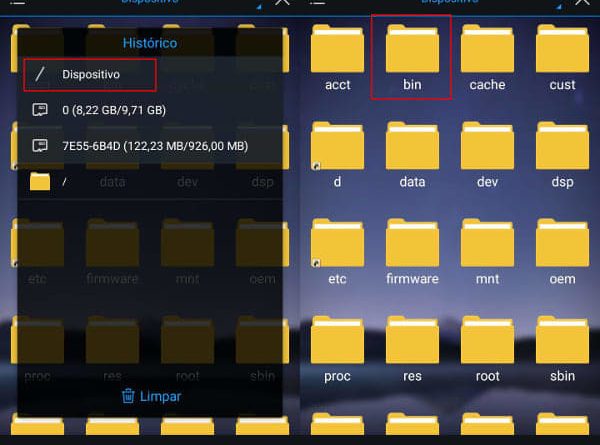 Dispositivo
Histórico
Dispositivo
0 (8,22 GB/9,71 GB)
7E55-6B4D (122,23 MB/926,00 MB)
/
data dev dsp
etc firmware mnt oem
proc res root sbin
Limpar
Dispositivo
acct bin cache cust
d data dev dsp
etc firmware mnt oem
proc res root sbin